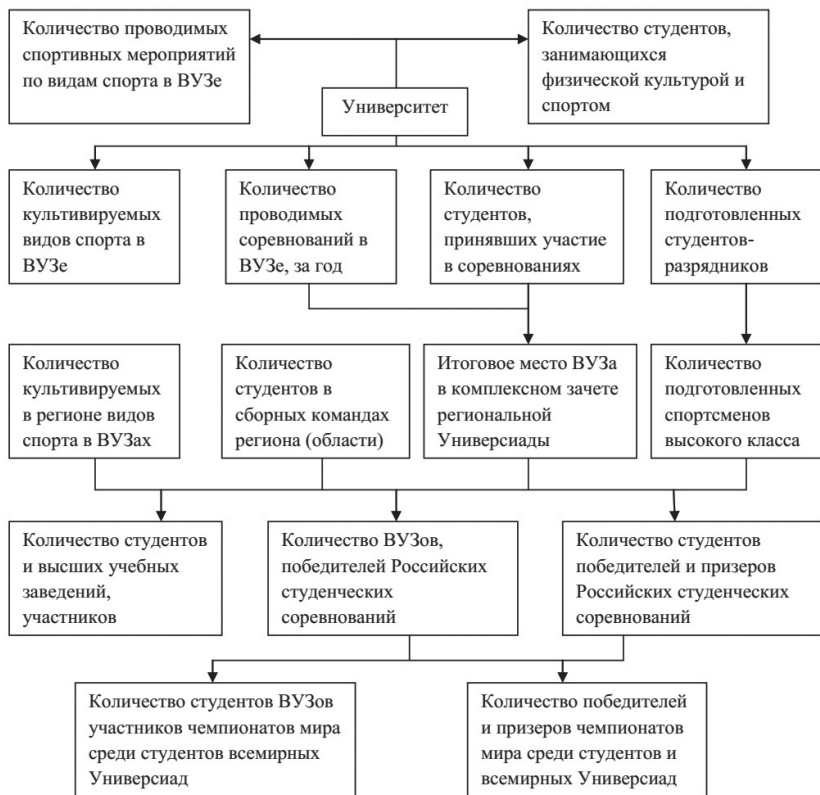 Количество проводимых
спортивных мероприятий
по видам спорта в ВУЗе
Количество студентов,
занимающихся
физической культурой и
спортом
Университет
Количество
культивируемых
видов спорта в
ВУЗе
Количество
проводимых
соревнований в
ВУЗе, за год
Количество
студентов,
принявших участие
в соревнованиях
Количество
подготовленных
студентов-
разрядников
Количество
культивируемых
в регионе видов
спорта в ВУЗах
Количество
студентов в
сборных командах
региона (области)
Итоговое место ВУЗа
в комплексном зачете
региональной
Универсиады
Количество
подготовленных
спортсменов
высокого класса
Количество студентов
и высших учебных
заведений,
участников
Количество ВУЗов,
победителей Российских
студенческих
соревнований
Количество студентов
победителей и призеров
Российских студенческих
соревнований
Количество студентов ВУЗов
участников чемпионатов мира
среди студентов всемирных
Универсиад
Количество победителей
и призеров чемпионатов
мира среди студентов и
всемирных Универсиад